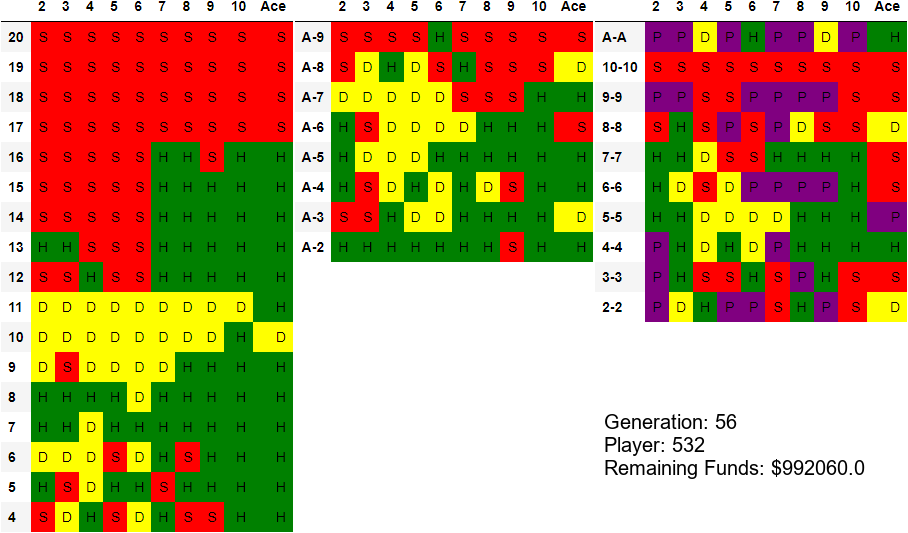 2 3 4 5 6 7 8 9 10 Ace
20 S S S S S S S S S S
19 S S S S S S S S S S
18 S S S S S S S S S S
17 S S S S S S S S S S
16 S S S S S H H S H H
15 S S S S S H H H H H
14 S S S S S H H H H H
13 H H S S S H H H H H
12 S S H S S H H H H H
11 D D D D D D D D D H
10 D D D D D D D D H D
9 D S D D D D H H H H
8 H H H H D H H H H H
7 H H D H H H H H H H
6 D D D S D H S H H H
5 H S D H H S H H H H
4 S D H S D H S S H H
2 3 4 5 6 7 8 9 10 Ace
A-9 S S S S H S S S S S
A-8 S D H D S H S S S D
A-7 D D D D D S S S H H
A-6 H S D D D D H H H S
A-5 H D D D H H H H H H
A-4 H S D H D H D S H H
A-3 S S H D D H H H H D
A-2 H H H H H H H S H H
2 3 4 5 6 7 8 9 10 Ace
A-A P P D P H P P D P H
10-10 S S S S S S S S S S
9-9 P P S S P P P P S S
8-8 S H S P S P D S S D
7-7 H H D S S H H H H S
6-6 H D S D P P P P H S
5-5 H H D D D D H H H P
4-4 P H D H D P H H H H
3-3 P H S S H S P H S S
2-2 P D H P P S H P S D
Generation: 56
Player: 532
Remaining Funds: $992060.0